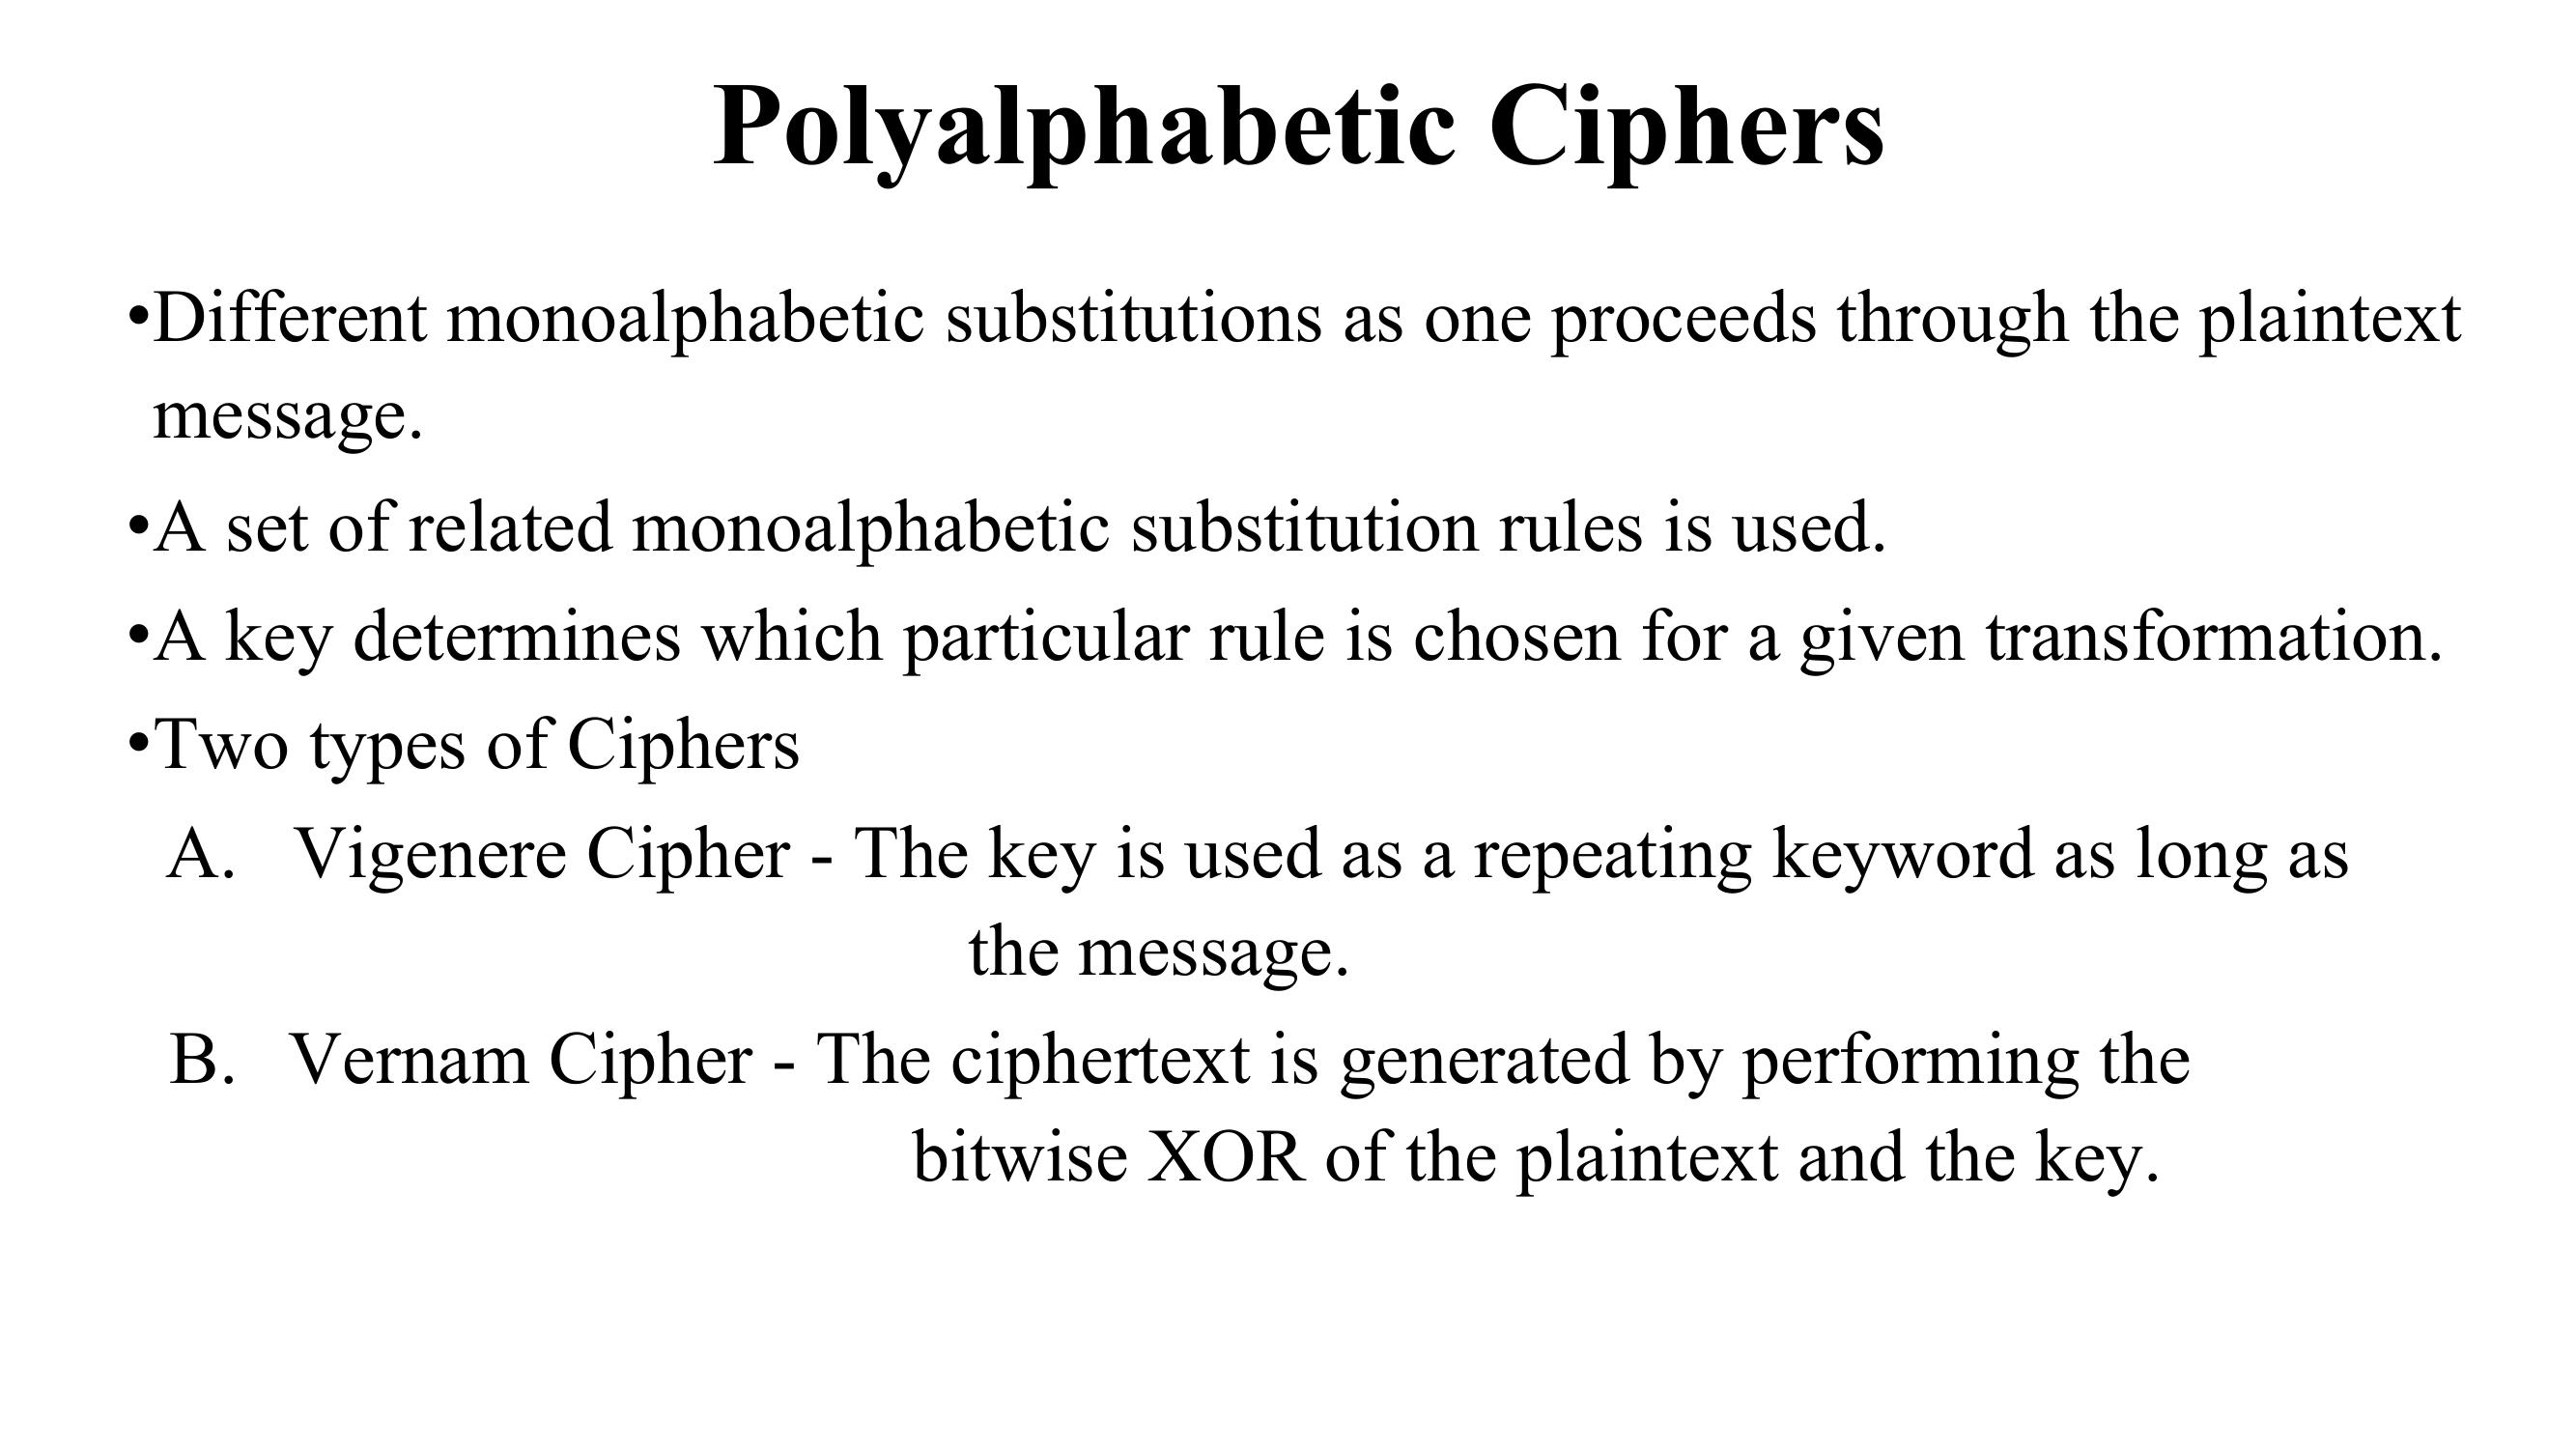 Polyalphabetic Ciphers
•Different monoalphabetic substitutions as one proceeds through the plaintext
message.
•A set of related monoalphabetic substitution rules is used.
•A key determines which particular rule is chosen for a given transformation.
•Two types of Ciphers
A. Vigenere Cipher - The key is used as a repeating keyword as long as
the message.
B. Vernam Cipher - The ciphertext is generated by performing the
bitwise XOR of the plaintext and the key.